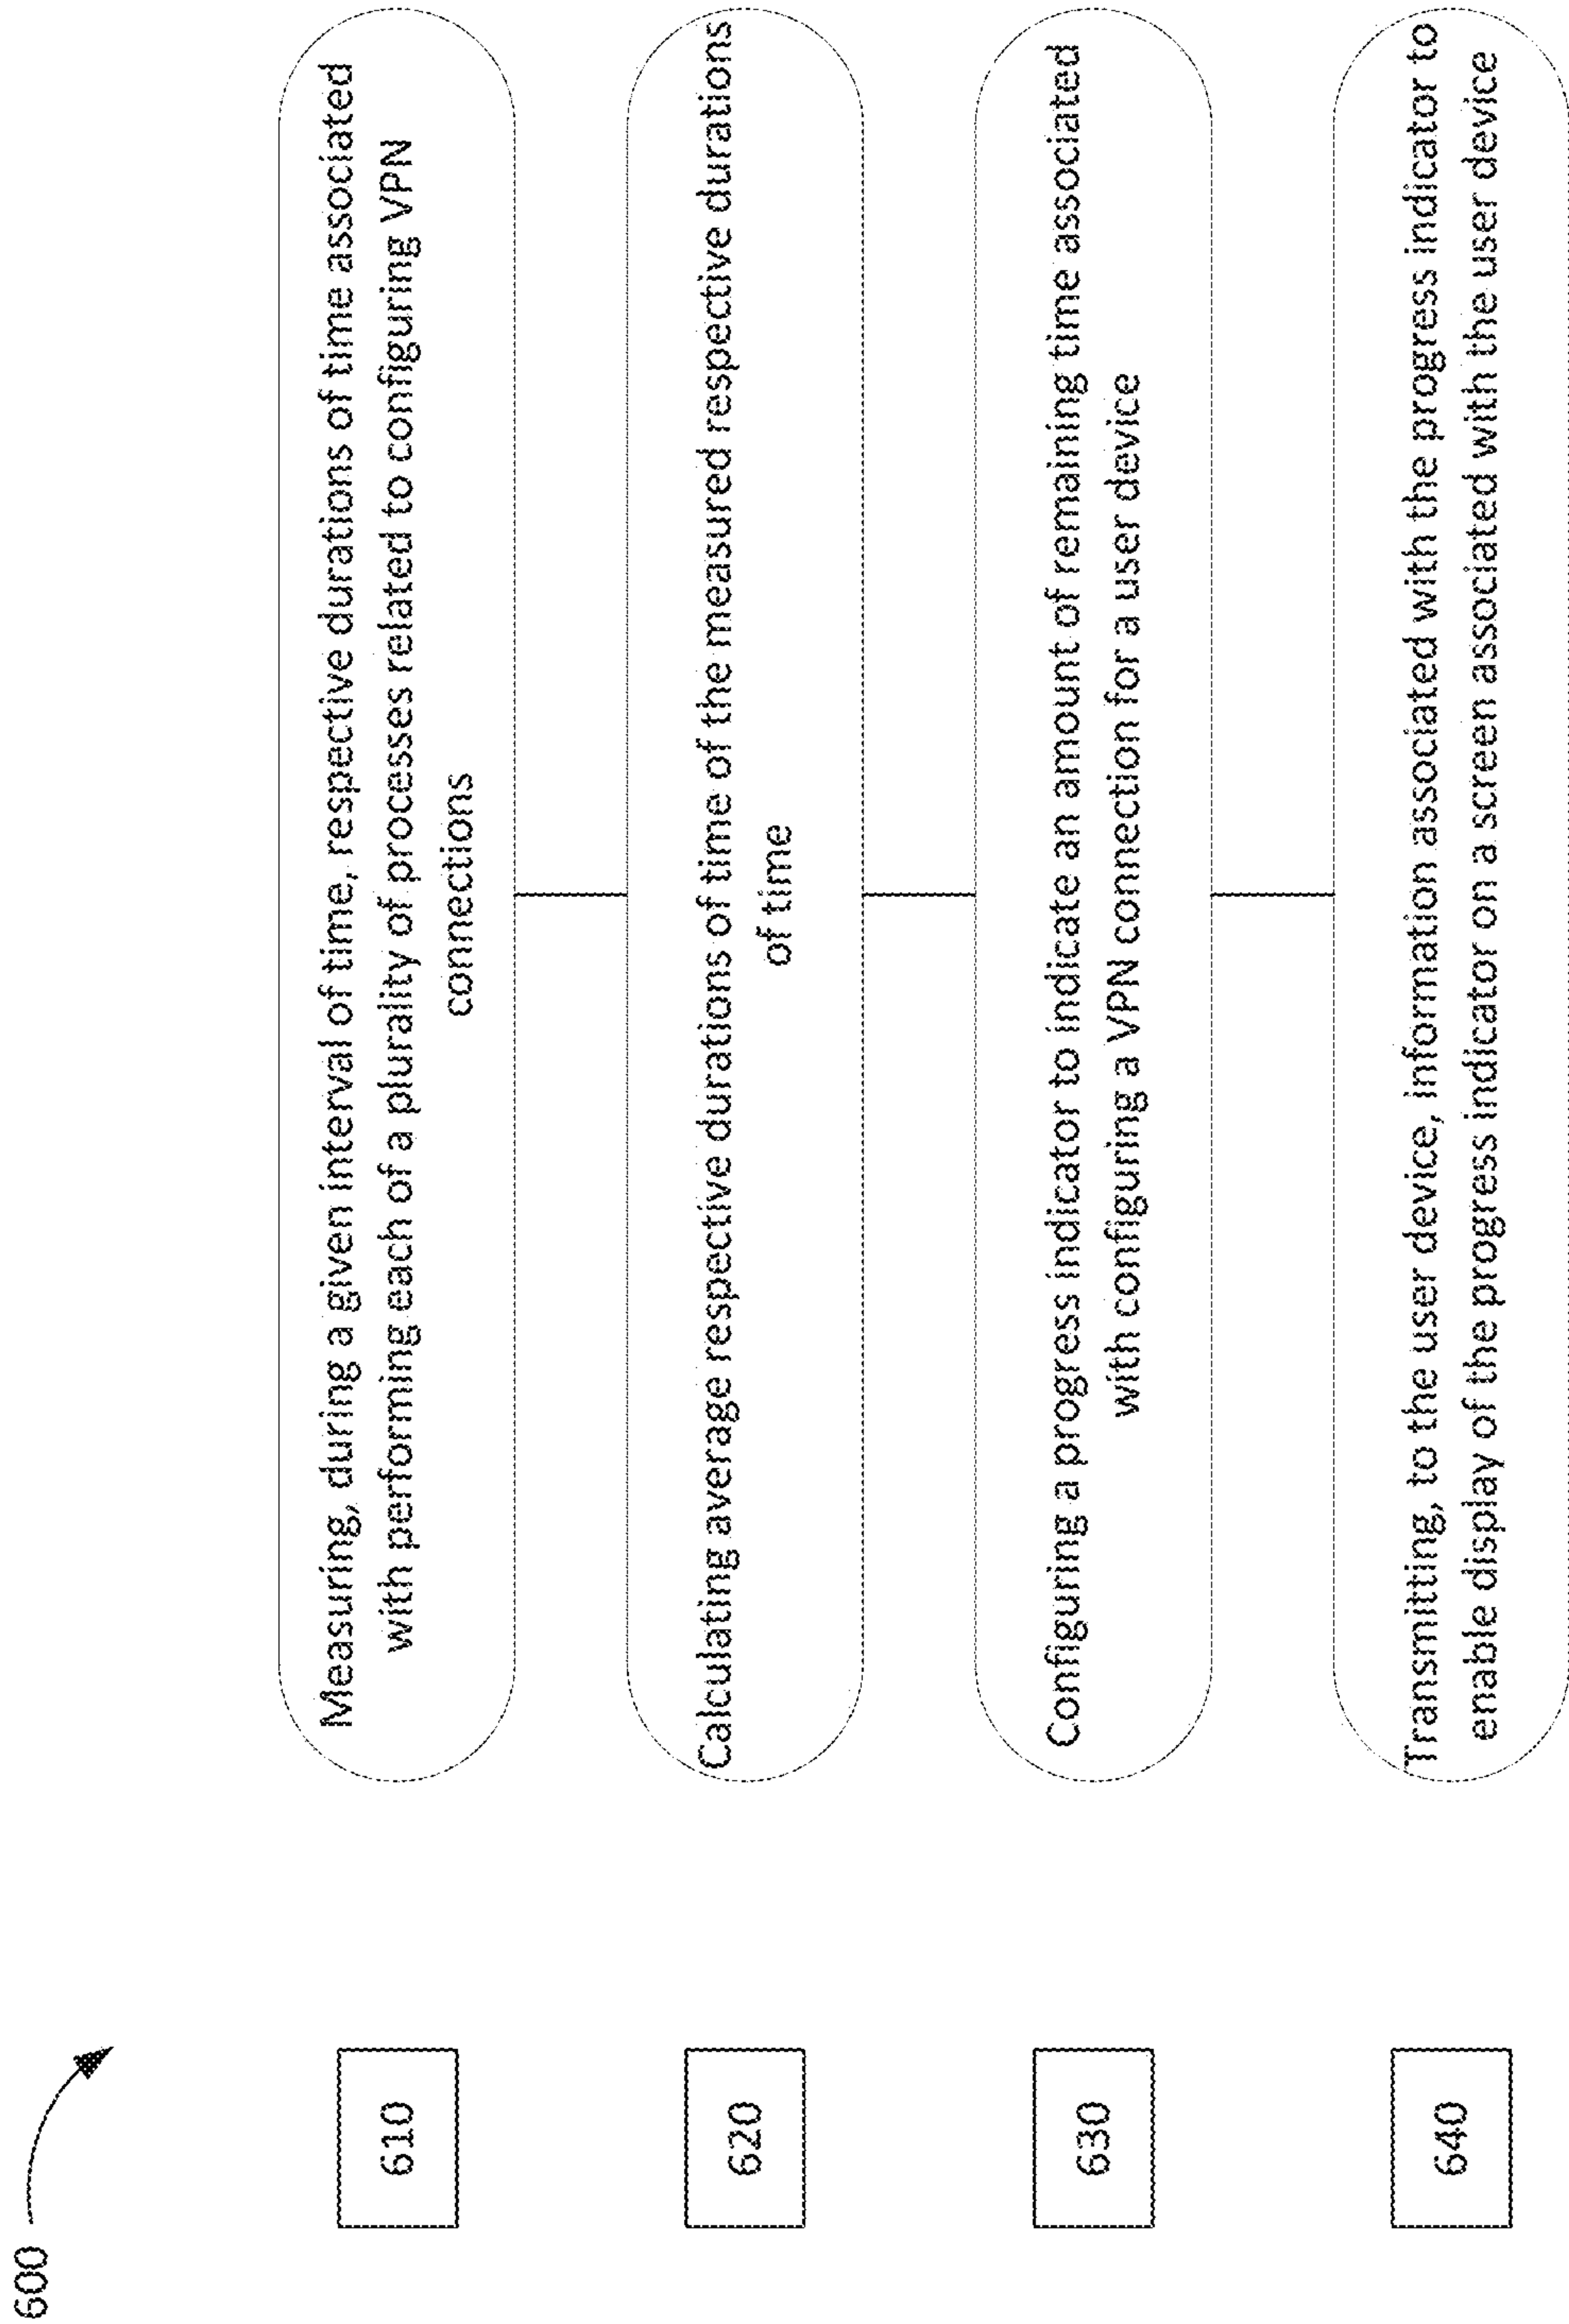 600
610
Measuring, during a given interval of time, respective durations of time associated
with performing each of a plurality of processes related to configuring VPN
connections
620
Calculating average respective durations of time of the measured respective durations
of time
630
Configuring a progress indicator to indicate an amount of remaining time associated
with configuring a VPN connection for a user device
640
Transmitting, to the user device, information associated with the progress indicator to
enable display of the progress indicator on a screen associated with the user device